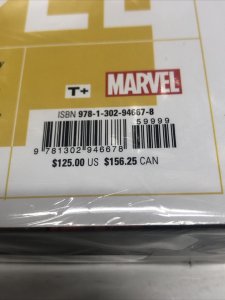 T+
MARVEL
ISBN 978-1-302-94667-8
59999
9 781302 946678
$125.00 US $156.25 CAN